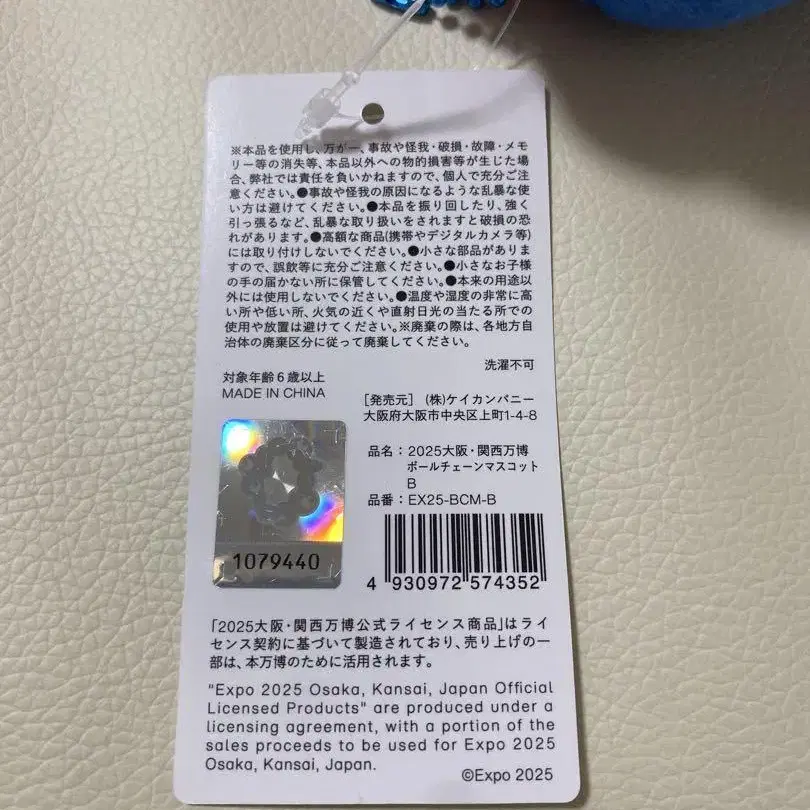 ※本品を使用し、万が一、事故や怪我・破損・故障・メモ
リー等の消失等、本品以外への物的損害等が生じた場
合、弊社では責任を負いかねますので、個人で充分ご注
意ください。●事故や怪我の原因になるような乱暴な使
い方は避けてください。●本品を振り回したり、強く
引っ張るなど、乱暴な取り扱いをされますと破損の恐
れがあります。●高額な商品(携帯やデジタルカメラ等)
には取り付けしないでください。●小さな部品がありま
すので、誤飲等に充分ご注意ください。●小さなお子様
の手の届かない所に保管してください。●本来の用途以
外には使用しないでください。●温度や湿度の非常に高
い所や低い所、火気の近くや直射日光の当たる所での
使用や放置は避けてください。※廃棄の際は、各地方自
治体の廃棄区分に従って廃棄してください。
洗濯不可
対象年齢6歳以上
MADE IN CHINA
[発売元] (株)ケイカンパニー
大阪府大阪市中央区上町1-4-8
品名：2025大阪・関西万博
ボールチェーンマスコット
B
品番：EX25-BCM-B
1079440
4 930972 574352
「2025大阪・関西万博公式ライセンス商品」はライ
センス契約に基づいて製造されており、売り上げの一
部は、本万博のために活用されます。
"Expo 2025 Osaka, Kansai, Japan Official
Licensed Products" are produced under a
licensing agreement, with a portion of the
sales proceeds to be used for Expo 2025
Osaka, Kansai, Japan.
©Expo 2025